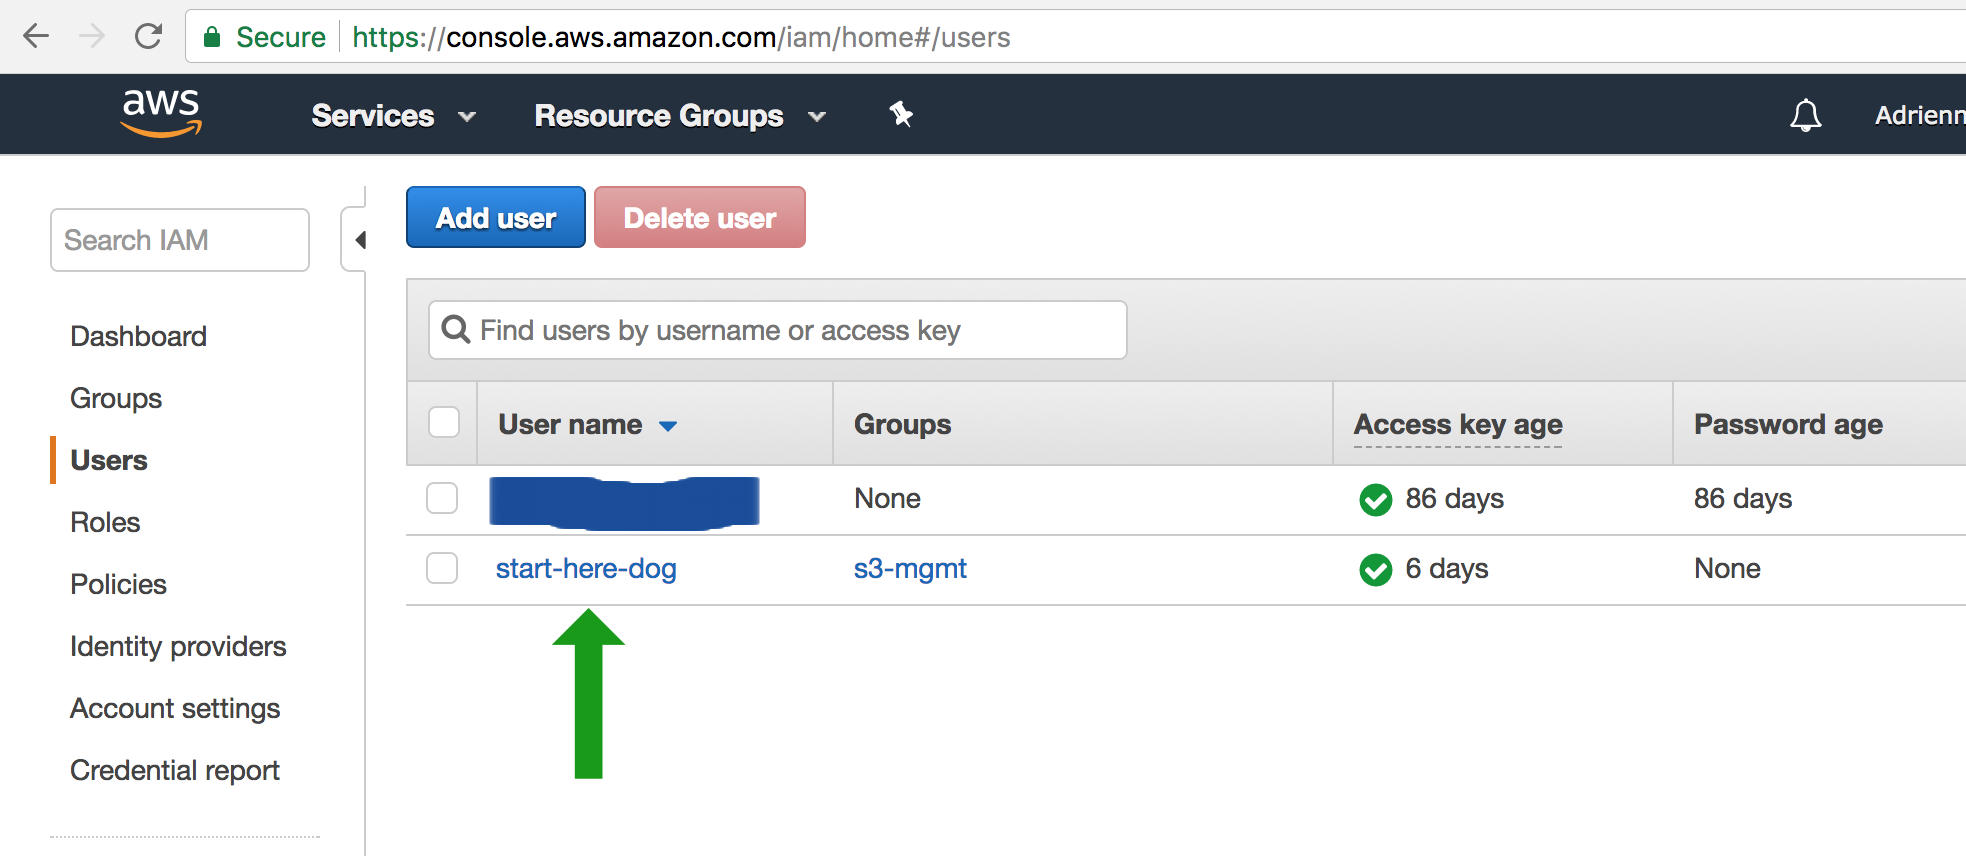 Secure https://console.aws.amazon.com/iam/home#/users
aws Services Resource Groups Adrienn
Search IAM
Add user Delete user
Find users by username or access key
Dashboard
Groups
Users
Roles
Policies
Identity providers
Account settings
Credential report
User name Groups Access key age Password age
None 86 days 86 days
start-here-dog s3-mgmt 6 days None